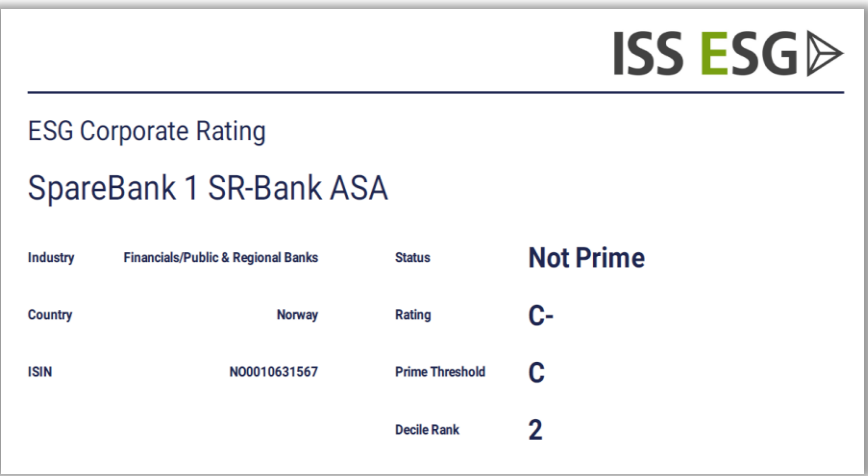 ISS ESG
ESG Corporate Rating
SpareBank 1 SR-Bank ASA
Industry Financials/Public & Regional Banks Status Not Prime
Country Norway Rating C-
ISIN NO0010631567 Prime Threshold C
Decile Rank 2